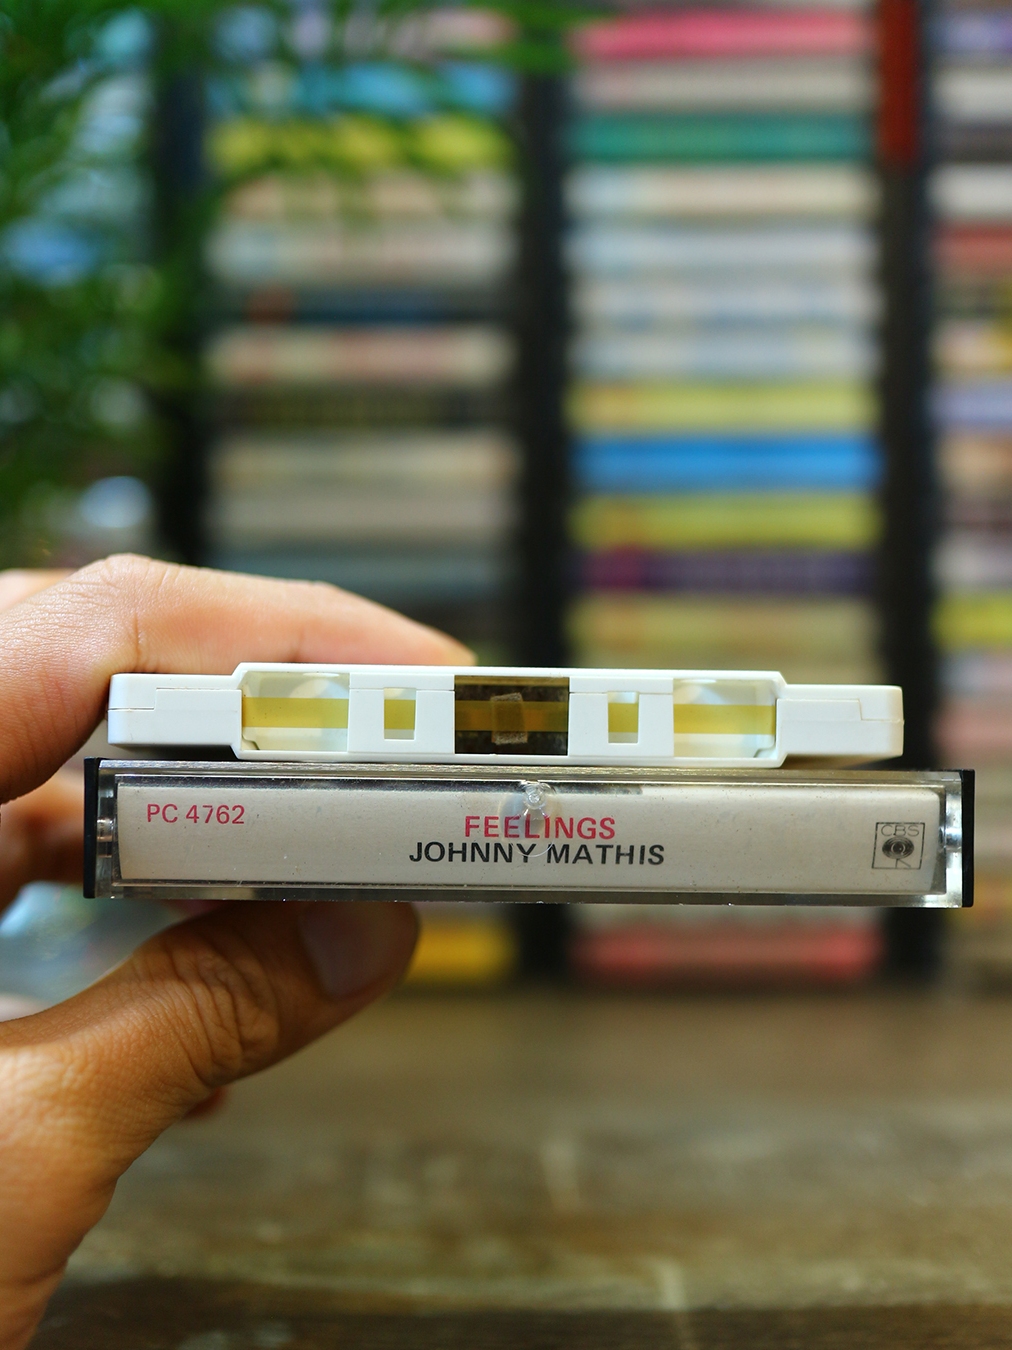 PC 4762
FEELINGS
JOHNNY MATHIS
CBS